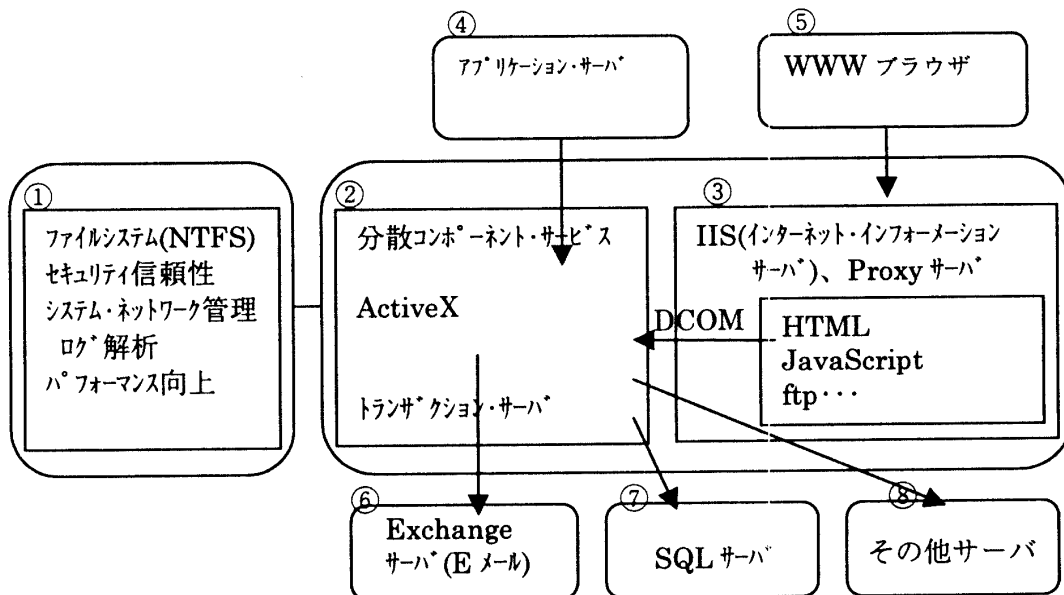 ④
アプリケーション・サーバ
⑤
WWW ブラウザ
①
ファイルシステム(NTFS)
セキュリティ信頼性
システム・ネットワーク管理
ログ解析
パフォーマンス向上
②
分散コンポーネント・サービス
ActiveX
トランザクション・サーバ
③
IIS(インターネット・インフォメーション
サーバ)、Proxy サーバ
DCOM
HTML
JavaScript
ftp・・・
⑥
Exchange
サーバ(E メール)
⑦
SQL サーバ
⑧
その他サーバ